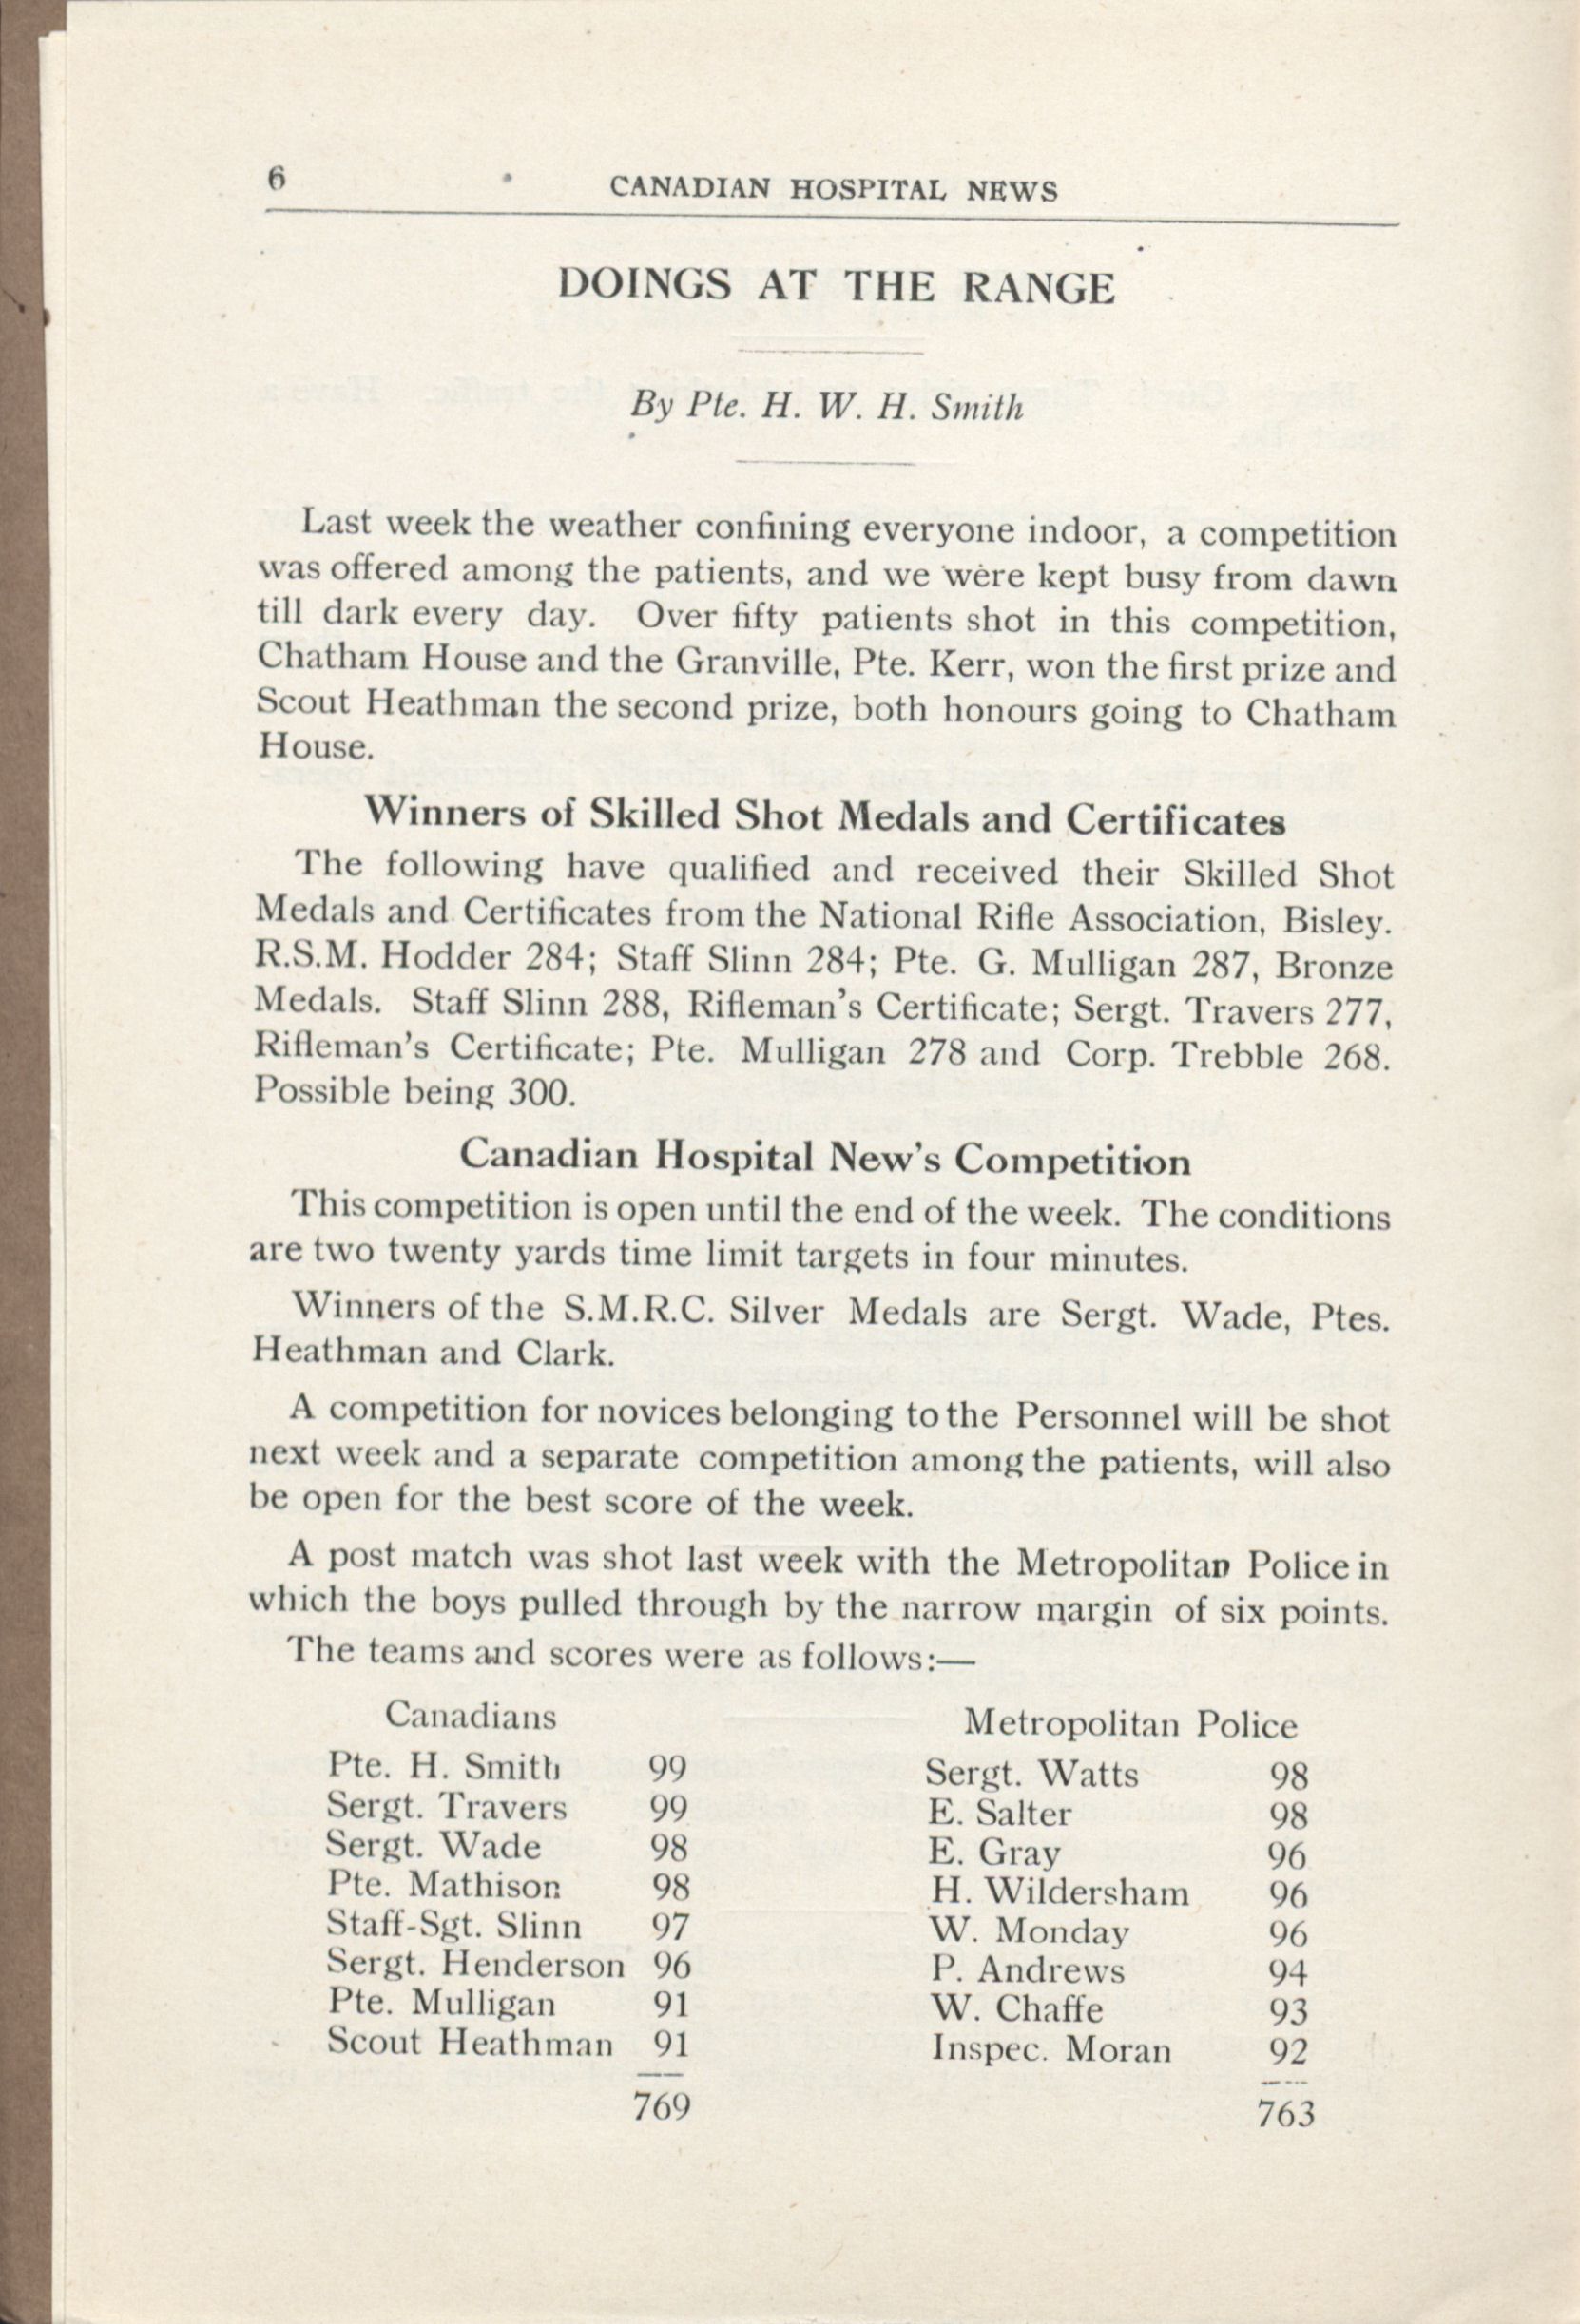 6
CANADIAN HOSPITAL NEWS
DOINGS AT THE RANGE
By Pte. H. W. H. Smith
Last week the weather confining everyone indoor, a competition
was offered among the patients, and we were kept busy from dawn
till dark every day. Over fifty patients shot in this competition,
Chatham House and the Granville, Pte. Kerr, won the first prize and
Scout Heathman the second prize, both honours going to Chatham
House.
Winners of Skilled Shot Medals and Certificates
The following have qualified and received their Skilled Shot
Medals and Certificates from the National Rifle Association, Bisley.
R.S.M. Hodder 284; Staff Slinn 284; Pte. G. Mulligan 287, Bronze
Medals. Staff Slinn 288, Rifleman's Certificate; Sergt. Travers 277,
Rifleman's Certificate; Pte. Mulligan 278 and Corp. Trebble 268.
Possible being 300.
Canadian Hospital New's Competition
This competition is open until the end of the week. The conditions
are two twenty yards time limit targets in four minutes.
Winners of the S.M.R.C. Silver Medals are Sergt. Wade, Ptes.
Heathman and Clark.
A competition for novices belonging to the Personnel will be shot
next week and a separate competition among the patients, will also
be open for the best score of the week.
A post match was shot last week with the Metropolitan Police in
which the boys pulled through by the narrow margin of six points.
The teams and scores were as follows:—
Canadians
Pte. H. Smith 99
Sergt. Travers 99
Sergt. Wade 98
Pte. Mathison 98
Staff-Sgt. Slinn 97
Sergt. Henderson 96
Pte. Mulligan 91
Scout Heathman 91
769
Metropolitan Police
Sergt. Watts 98
E. Salter 98
E. Gray 96
H. Wildersham 96
W. Monday 96
P. Andrews 94
W. Chaffe 93
Inspec. Moran 92
763